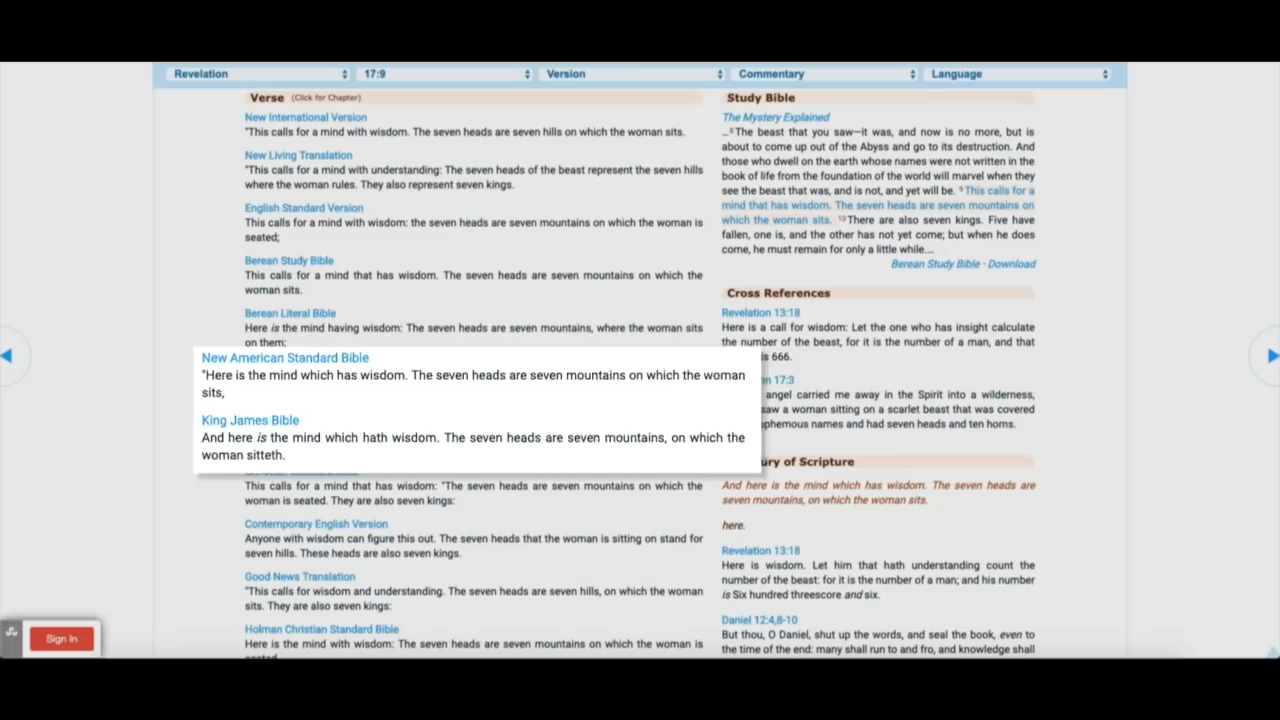 Revelation 17:9 Version Commentary Language
Verse (Click for Chapter)
New International Version
"This calls for a mind with wisdom. The seven heads are seven hills on which the woman sits.
New Living Translation
"This calls for a mind with understanding: The seven heads of the beast represent the seven hills
where the woman rules. They also represent seven kings.
English Standard Version
This calls for a mind with wisdom: the seven heads are seven mountains on which the woman is
seated;
Berean Study Bible
This calls for a mind that has wisdom. The seven heads are seven mountains on which the
woman sits.
Berean Literal Bible
Here is the mind having wisdom: The seven heads are seven mountains, where the woman sits
on them;
New American Standard Bible
"Here is the mind which has wisdom. The seven heads are seven mountains on which the woman
sits,
King James Bible
And here is the mind which hath wisdom. The seven heads are seven mountains, on which the
woman sitteth.
This calls for a mind that has wisdom: "The seven heads are seven mountains on which the
woman is seated. They are also seven kings:
Contemporary English Version
Anyone with wisdom can figure this out. The seven heads that the woman is sitting on stand for
seven hills. These heads are also seven kings.
Good News Translation
"This calls for wisdom and understanding. The seven heads are seven hills, on which the woman
sits. They are also seven kings:
Holman Christian Standard Bible
Here is the mind with wisdom: The seven heads are seven mountains on which the woman is
Study Bible
The Mystery Explained
…8The beast that you saw—it was, and now is no more, but is
about to come up out of the Abyss and go to its destruction. And
those who dwell on the earth whose names were not written in the
book of life from the foundation of the world will marvel when they
see the beast that was, and is not, and yet will be. 9This calls for a
mind that has wisdom. The seven heads are seven mountains on
which the woman sits. 10There are also seven kings. Five have
fallen, one is, and the other has not yet come; but when he does
come, he must remain for only a little while…
Berean Study Bible · Download
Cross References
Revelation 13:18
Here is a call for wisdom: Let the one who has insight calculate
the number of the beast, for it is the number of a man, and that
is 666.
17:3
angel carried me away in the Spirit into a wilderness,
saw a woman sitting on a scarlet beast that was covered
names and had seven heads and ten horns.
of Scripture
And here is the mind which has wisdom. The seven heads are
seven mountains, on which the woman sits.
here.
Revelation 13:18
Here is wisdom. Let him that hath understanding count the
number of the beast: for it is the number of a man; and his number
is Six hundred threescore and six.
Daniel 12:4,8-10
But thou, O Daniel, shut up the words, and seal the book, even to
the time of the end: many shall run to and fro, and knowledge shall
Sign In